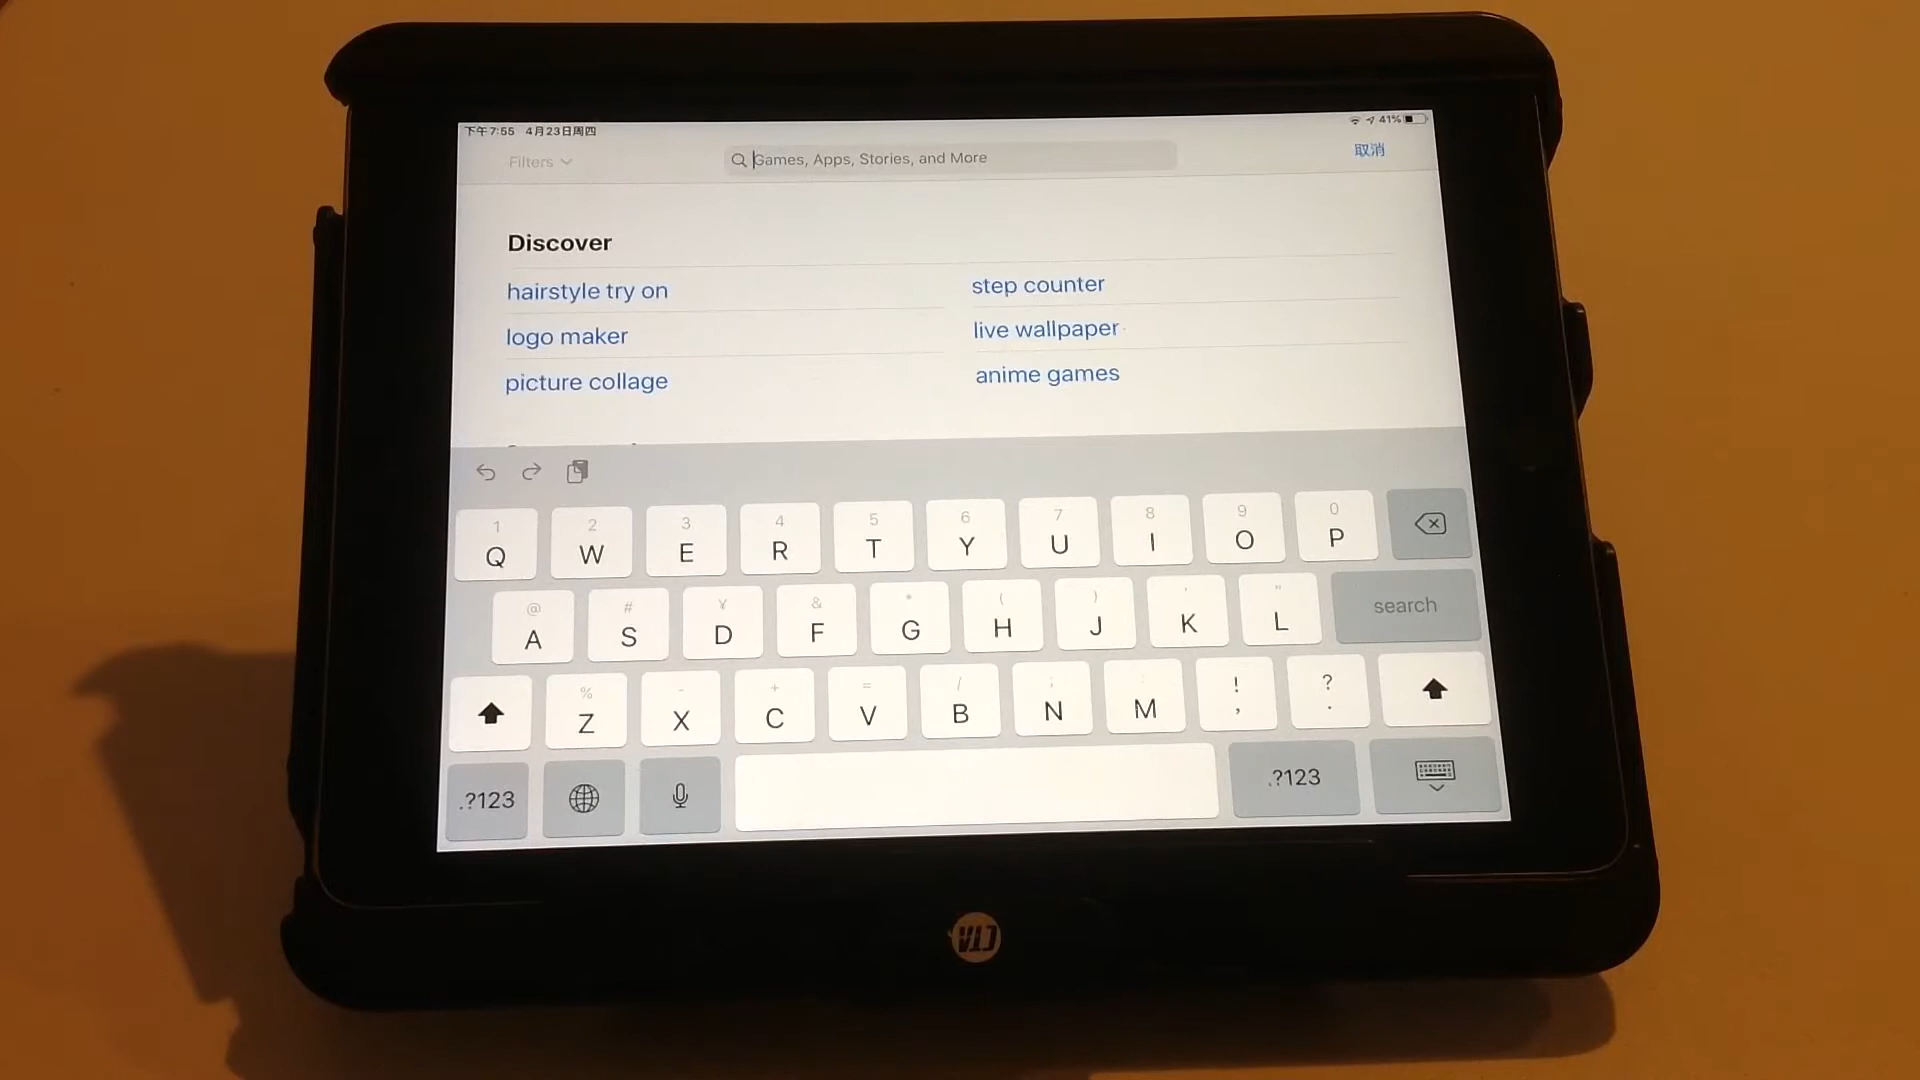 下午7:55 4月23日周四
41%
Filters
Games, Apps, Stories, and More
取消
Discover
hairstyle try on
step counter
logo maker
live wallpaper
picture collage
anime games
1 2 3 4 5 6 7 8 9 0
Q W E R T Y U I O P
@ # ¥ & * ( ) ' "
A S D F G H J K L search
% - + = / ; : ! ?
Z X C V B N M , .
.?123 .?123
CTA